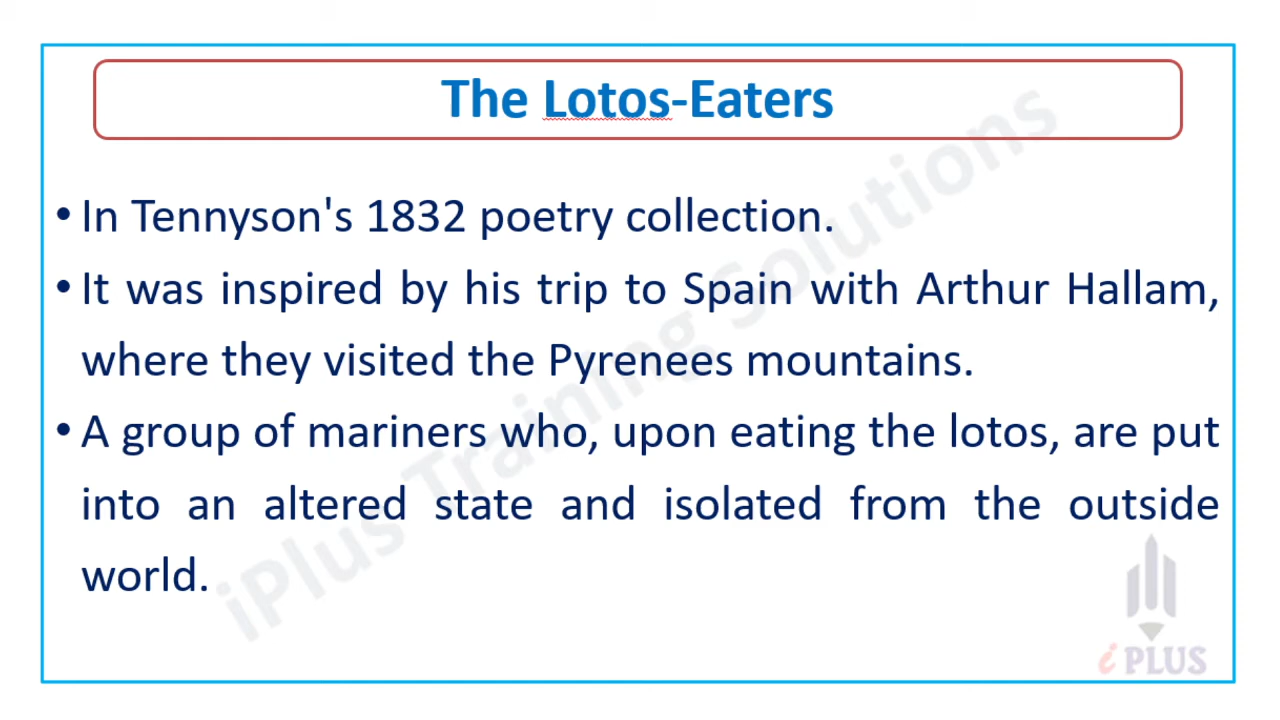 The Lotos-Eaters
• In Tennyson's 1832 poetry collection.
• It was inspired by his trip to Spain with Arthur Hallam,
where they visited the Pyrenees mountains.
• A group of mariners who, upon eating the lotos, are put
into an altered state and isolated from the outside
world.
iPlus Training Solutions
i PLUS